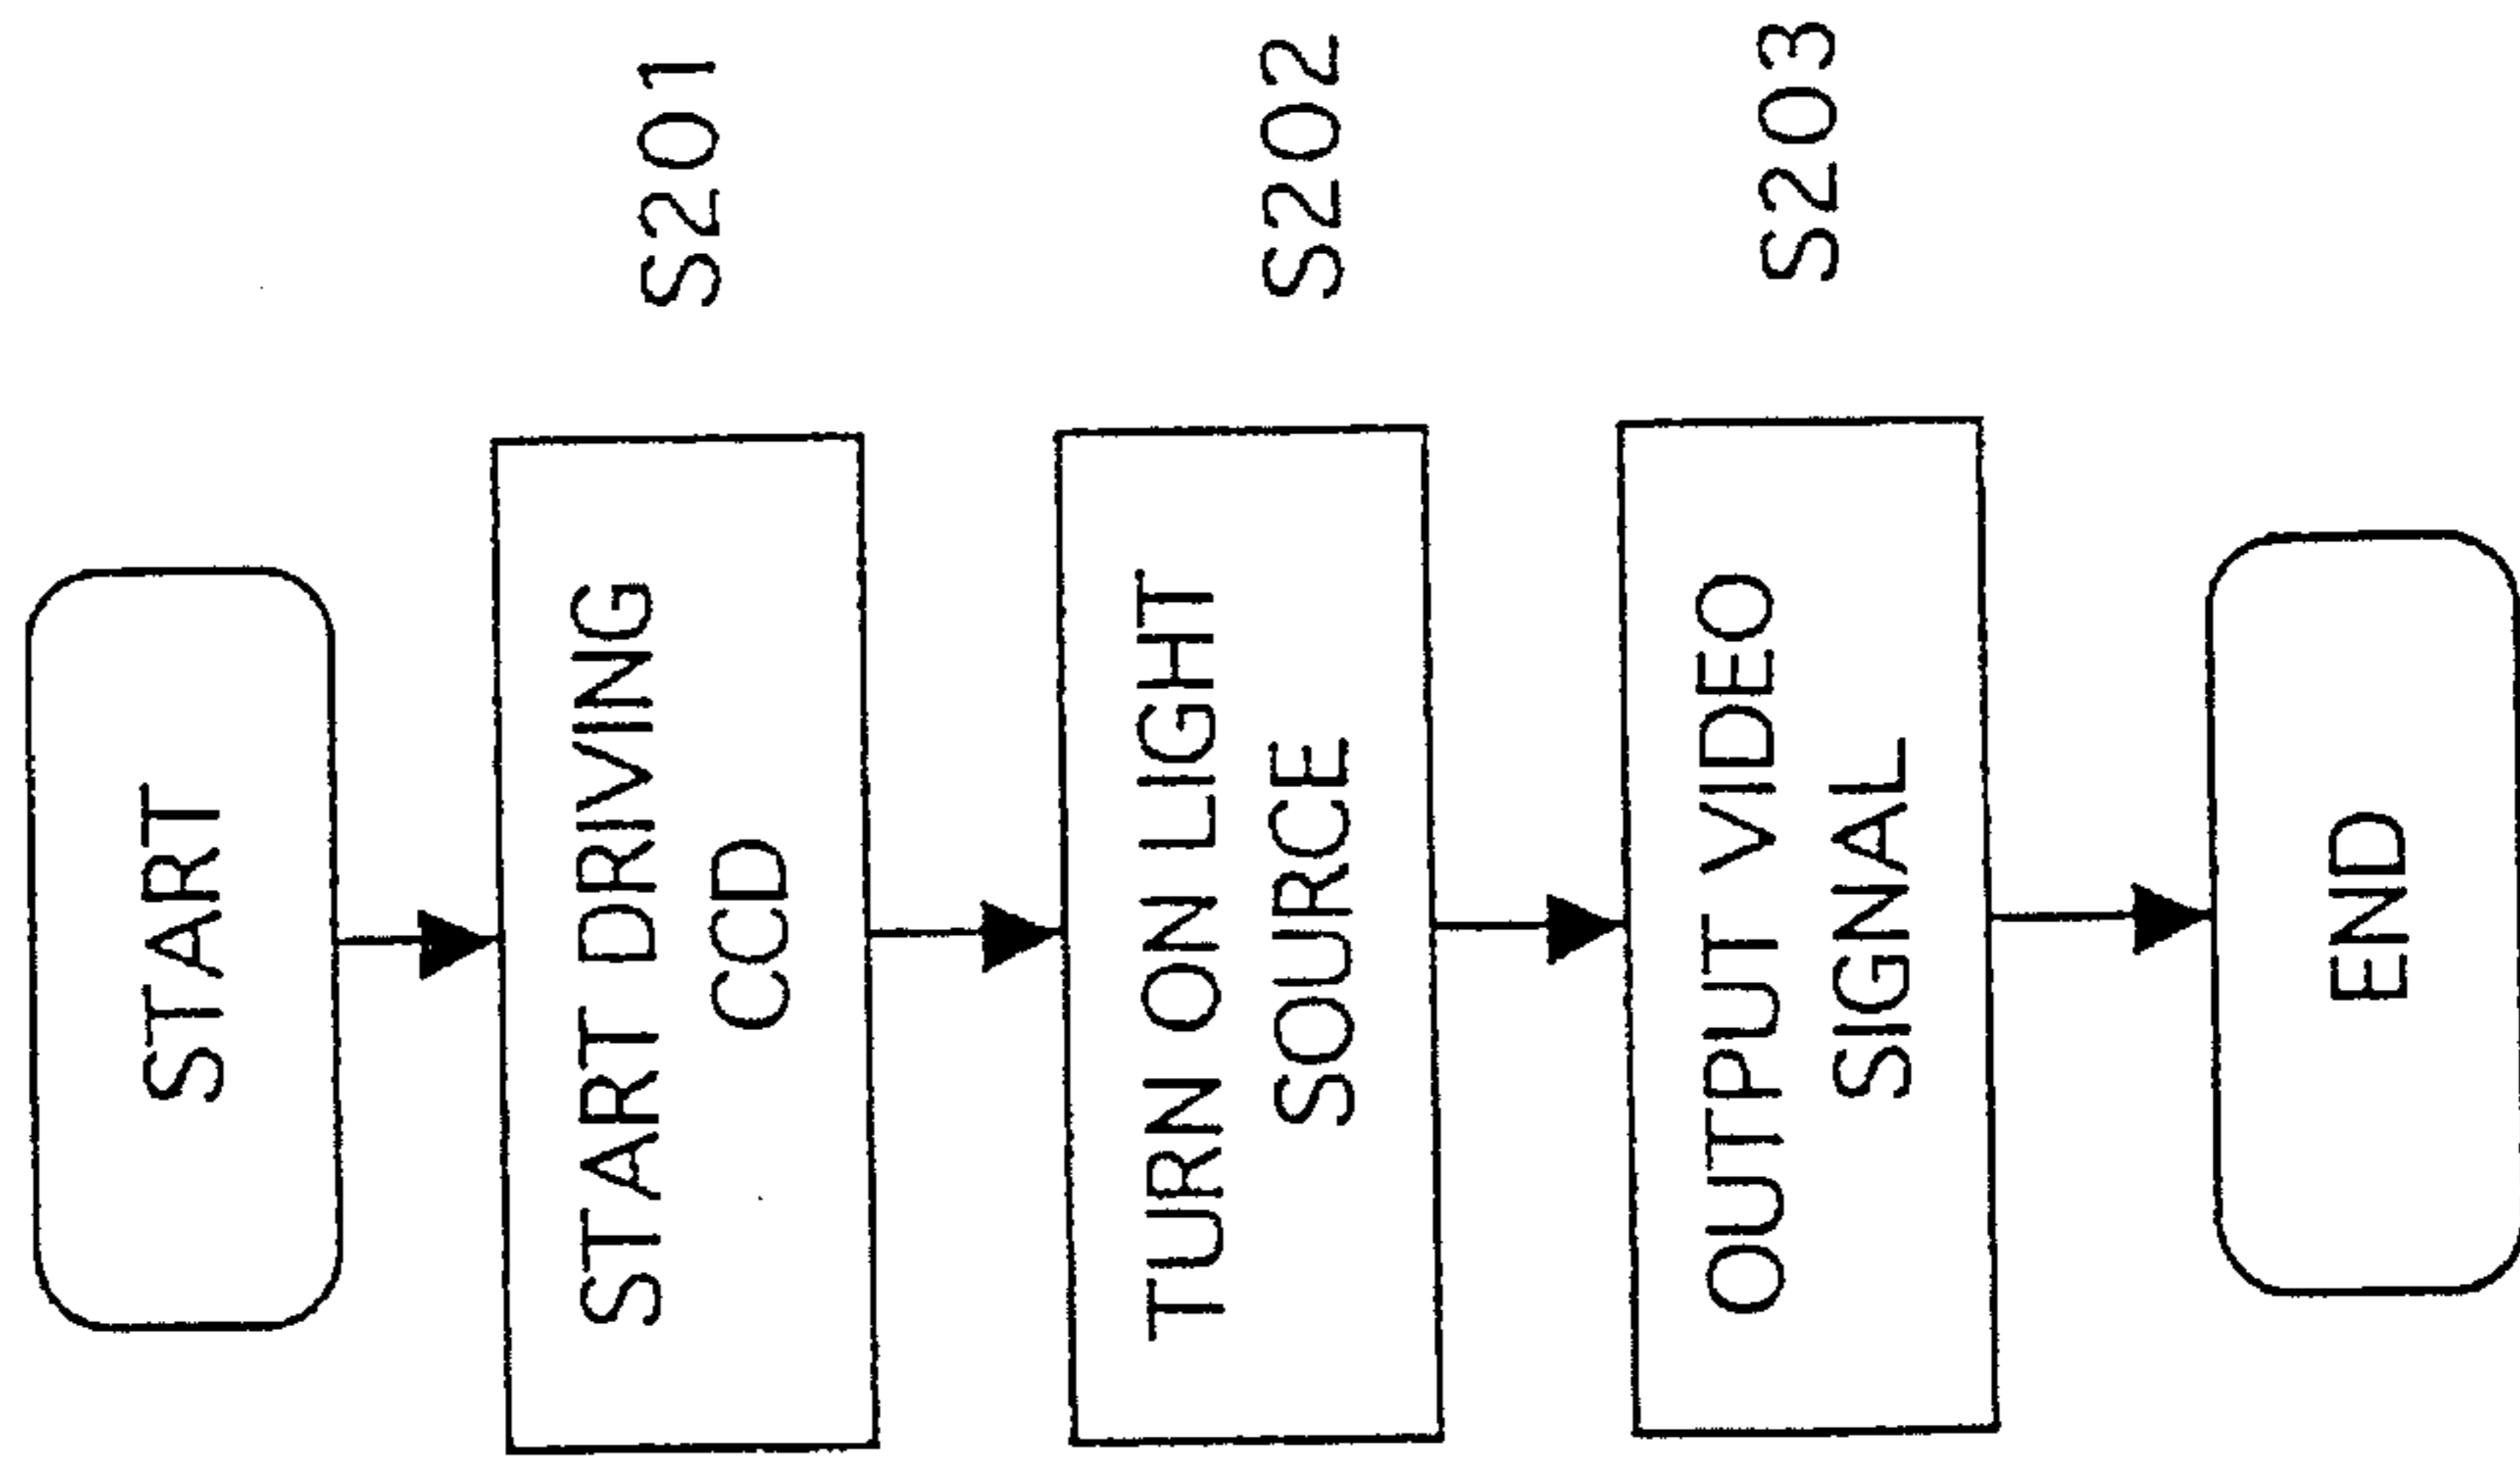 START
START DRIVING
CCD
S201
TURN ON LIGHT
SOURCE
S202
OUTPUT VIDEO
SIGNAL
S203
END